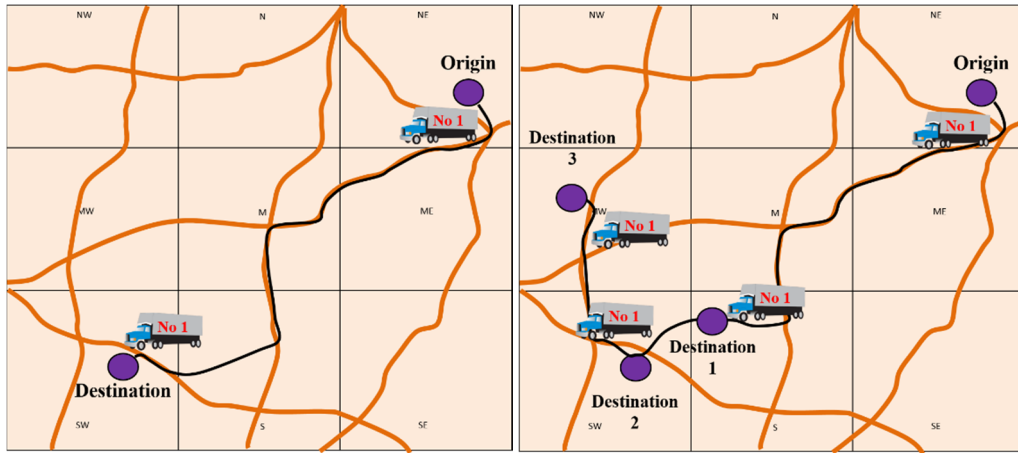 NW N NE
Origin
No 1
MW M ME
No 1
Destination
SW S SE
NW N NE
Origin
No 1
Destination
3
MW M ME
No 1
No 1
No 1
Destination
1
Destination
2
SW S SE